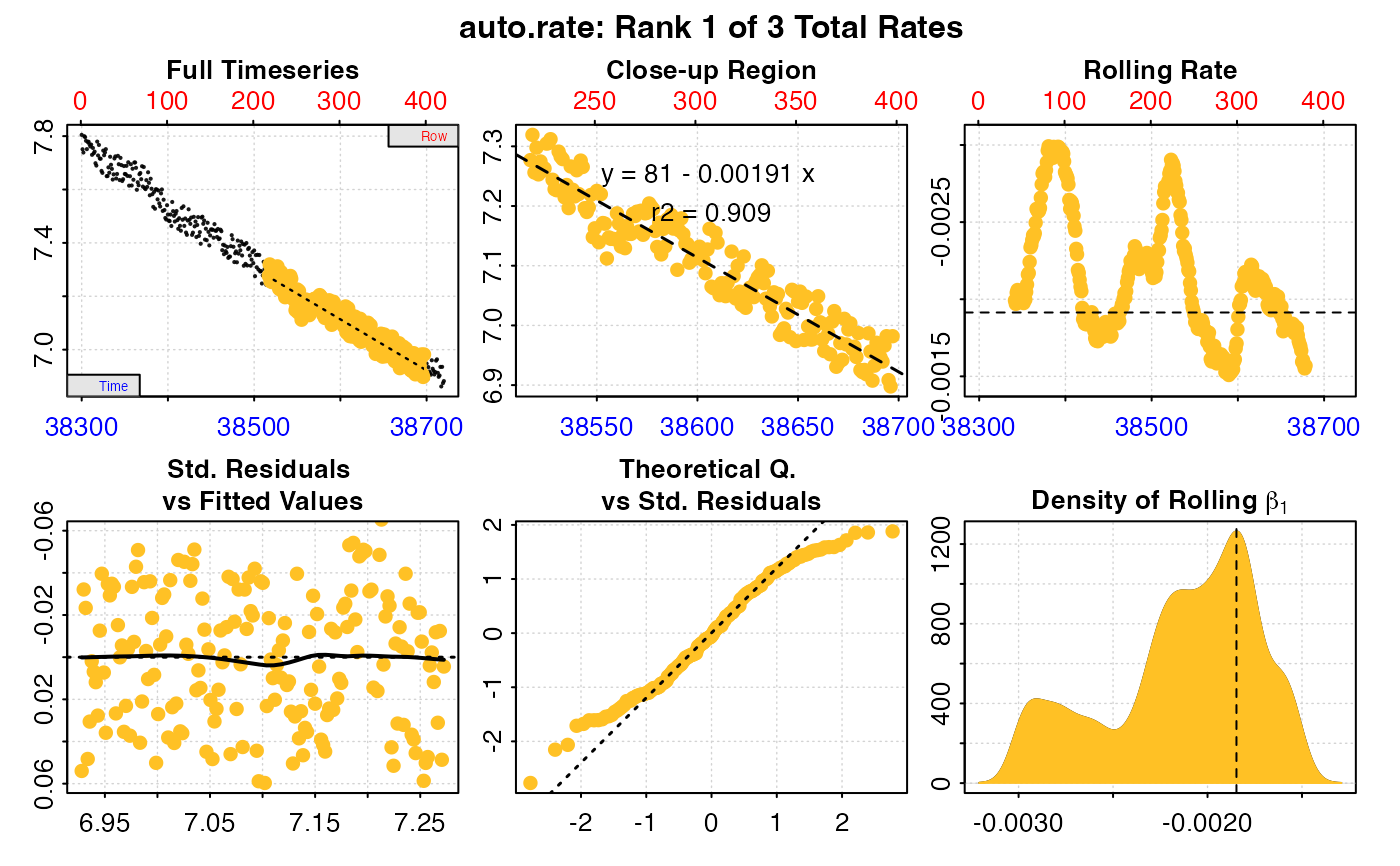 auto.rate: Rank 1 of 3 Total Rates
Full Timeseries
0 100 200 300 400
Row
7.8
7.4
7.0
Time
38300 38500 38700
Close-up Region
250 300 350 400
7.3
7.2
7.1
7.0
6.9
y = 81 - 0.00191 x
r2 = 0.909
38550 38600 38650 38700
Rolling Rate
0 100 200 300 400
-0.0025
-0.0015
38300 38500 38700
Std. Residuals
vs Fitted Values
-0.06
-0.02
0.02
0.06
6.95 7.05 7.15 7.25
Theoretical Q.
vs Std. Residuals
2
1
0
-1
-2
-2 -1 0 1 2
Density of Rolling β1
1200
800
400
0
-0.0030 -0.0020